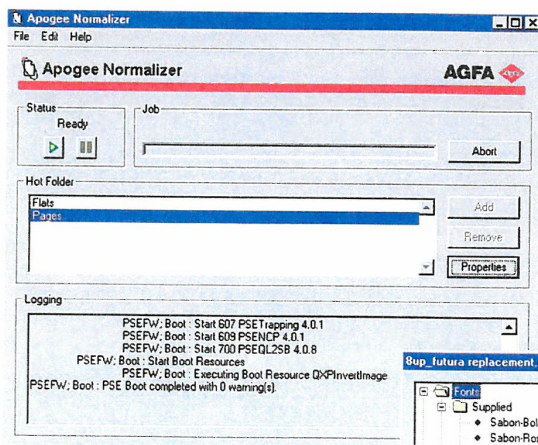 Apogee Normalizer
File Edit Help
Apogee Normalizer
AGFA
Status
Ready
Job
Abort
Hot Folder
Flats
Pages
Add
Remove
Properties
Logging
PSEFW; Boot : Start 607 PSETrapping 4.0.1
PSEFW; Boot : Start 609 PSENCP 4.0.1
PSEFW; Boot : Start 700 PSEQL2SB 4.0.8
PSEFW; Boot : Start Boot Resources
PSEFW; Boot : Executing Boot Resource QXPInvertImage
PSEFW; Boot : PSE Boot completed with 0 warning(s).
8up_futura replacement.
Fonts
Supplied
Sabon-Bol
Sabon-Ro